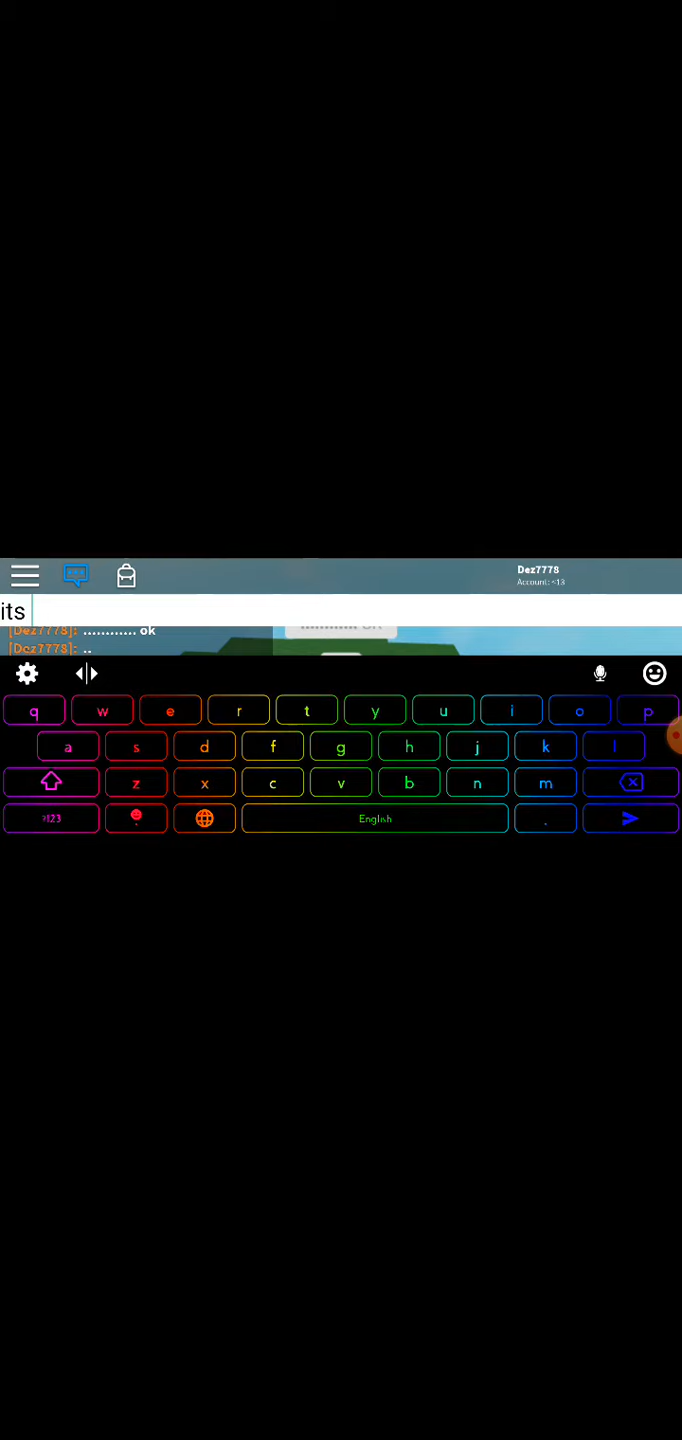 Dez7778
Account: <13
its
[Dez7778]: ............ ok
[Dez7778]: ..
q w e r t y u i o p
a s d f g h j k l
z x c v b n m
?123 English .